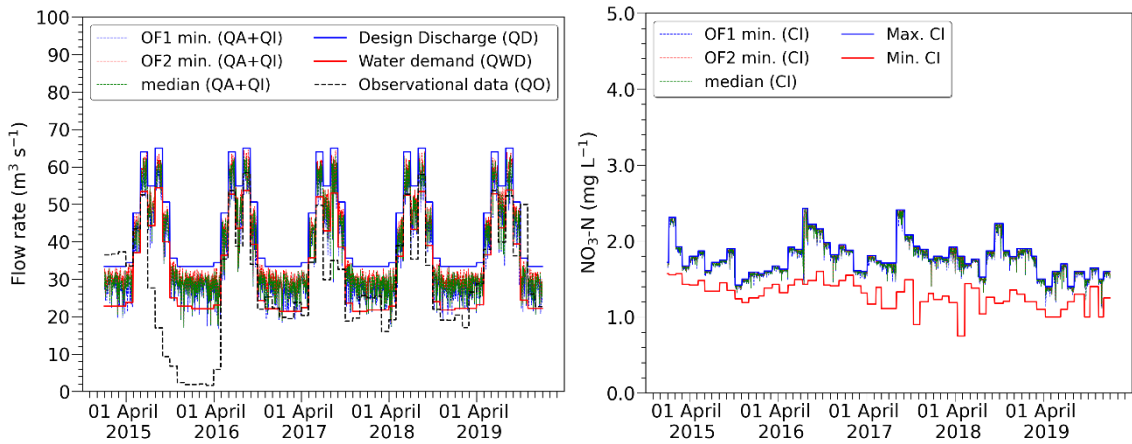 100
90
80
70
60
50
40
30
20
10
0
Flow rate (m³ s⁻¹)
OF1 min. (QA+QI)
OF2 min. (QA+QI)
median (QA+QI)
Design Discharge (QD)
Water demand (QWD)
Observational data (QO)
01 April
2015
01 April
2016
01 April
2017
01 April
2018
01 April
2019
5.0
4.0
3.0
2.0
1.0
0.0
NO₃-N (mg L⁻¹)
OF1 min. (CI)
OF2 min. (CI)
median (CI)
Max. CI
Min. CI
01 April
2015
01 April
2016
01 April
2017
01 April
2018
01 April
2019